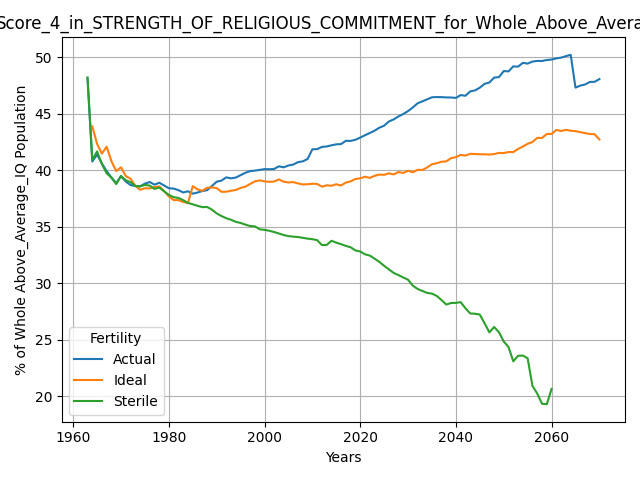 Score_4_in_STRENGTH_OF_RELIGIOUS_COMMITMENT_for_Whole_Above_Avera
% of Whole Above_Average_IQ Population
50
45
40
35
30
25
20
Fertility
Actual
Ideal
Sterile
1960 1980 2000 2020 2040 2060
Years